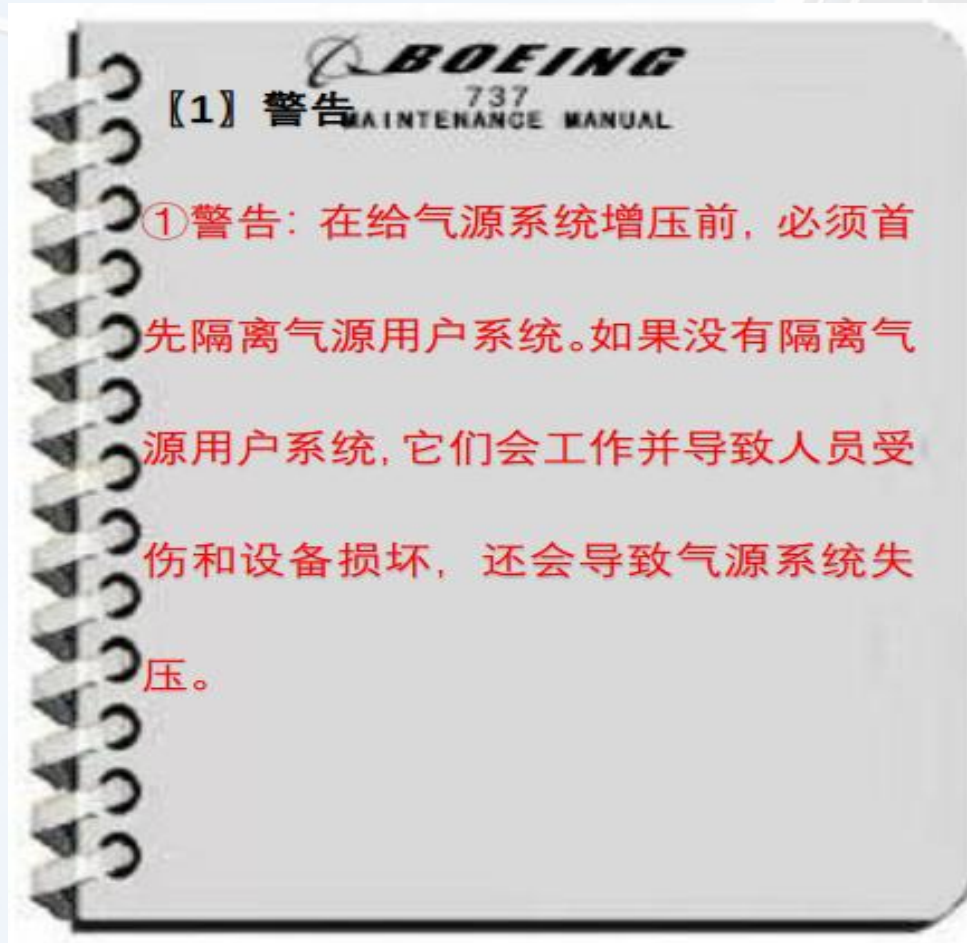 BOEING
737
〖1〗警告
MAINTENANCE MANUAL
①警告：在给气源系统增压前，必须首
先隔离气源用户系统。如果没有隔离气
源用户系统，它们会工作并导致人员受
伤和设备损坏，还会导致气源系统失
压。